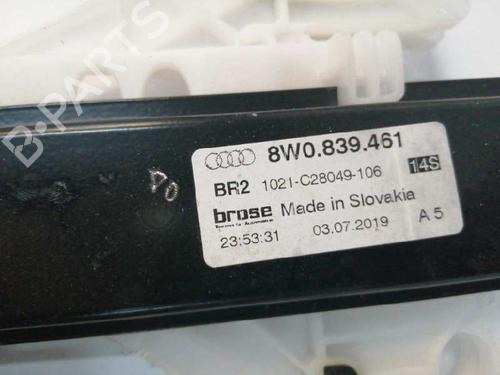 B-PARTS
8W0.839.461
BR2 1021-C28049-106 14S
brose Made in Slovakia
23:53:31 03.07.2019 A 5